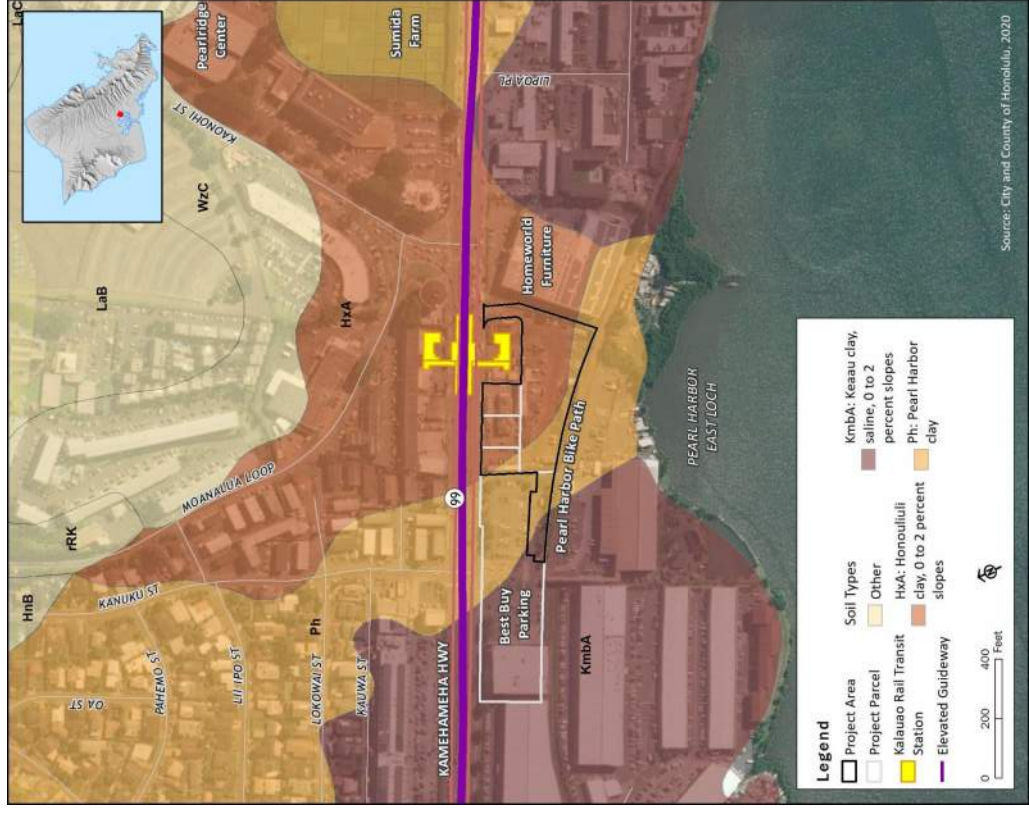 LaC
HnB
rRK
OA ST
LaB
KANUKU ST
PAHEMO ST
WzC
KAONOHI ST
Pearlridge
Center
LII IPO ST
MOANALUA LOOP
Ph
LOKOWAI ST
HxA
KAUWA ST
Sumida
Farm
KAMEHAMEHA HWY
99
Best Buy
Parking
LIPOA PL
Homeworld
Furniture
Pearl Harbor Bike Path
KmbA
PEARL HARBOR
EAST LOCH
Legend
Project Area
Project Parcel
Kalauao Rail Transit
Station
Elevated Guideway
Soil Types
Other
HxA: Honouliuli
clay, 0 to 2 percent
slopes
KmbA: Keaau clay,
saline, 0 to 2
percent slopes
Ph: Pearl Harbor
clay
0 200 400
Feet
Source: City and County of Honolulu, 2020